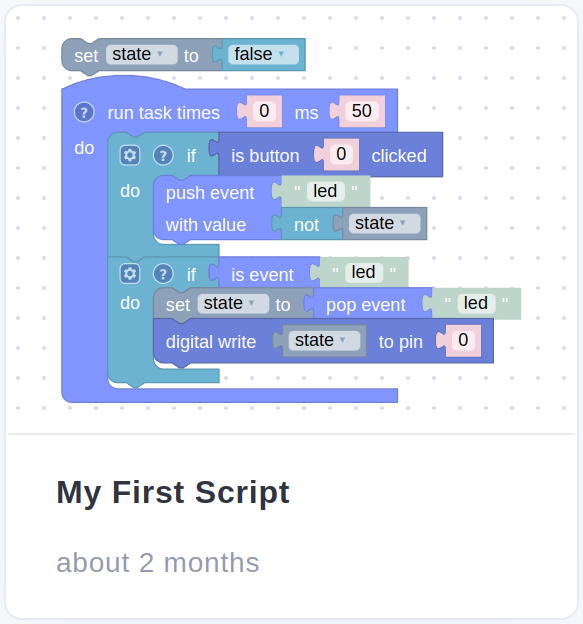 set state ▾ to false ▾
? run task times 0 ms 50
do
? if is button 0 clicked
do push event " led "
with value not state ▾
? if is event " led "
do set state ▾ to pop event " led "
digital write state ▾ to pin 0
My First Script
about 2 months